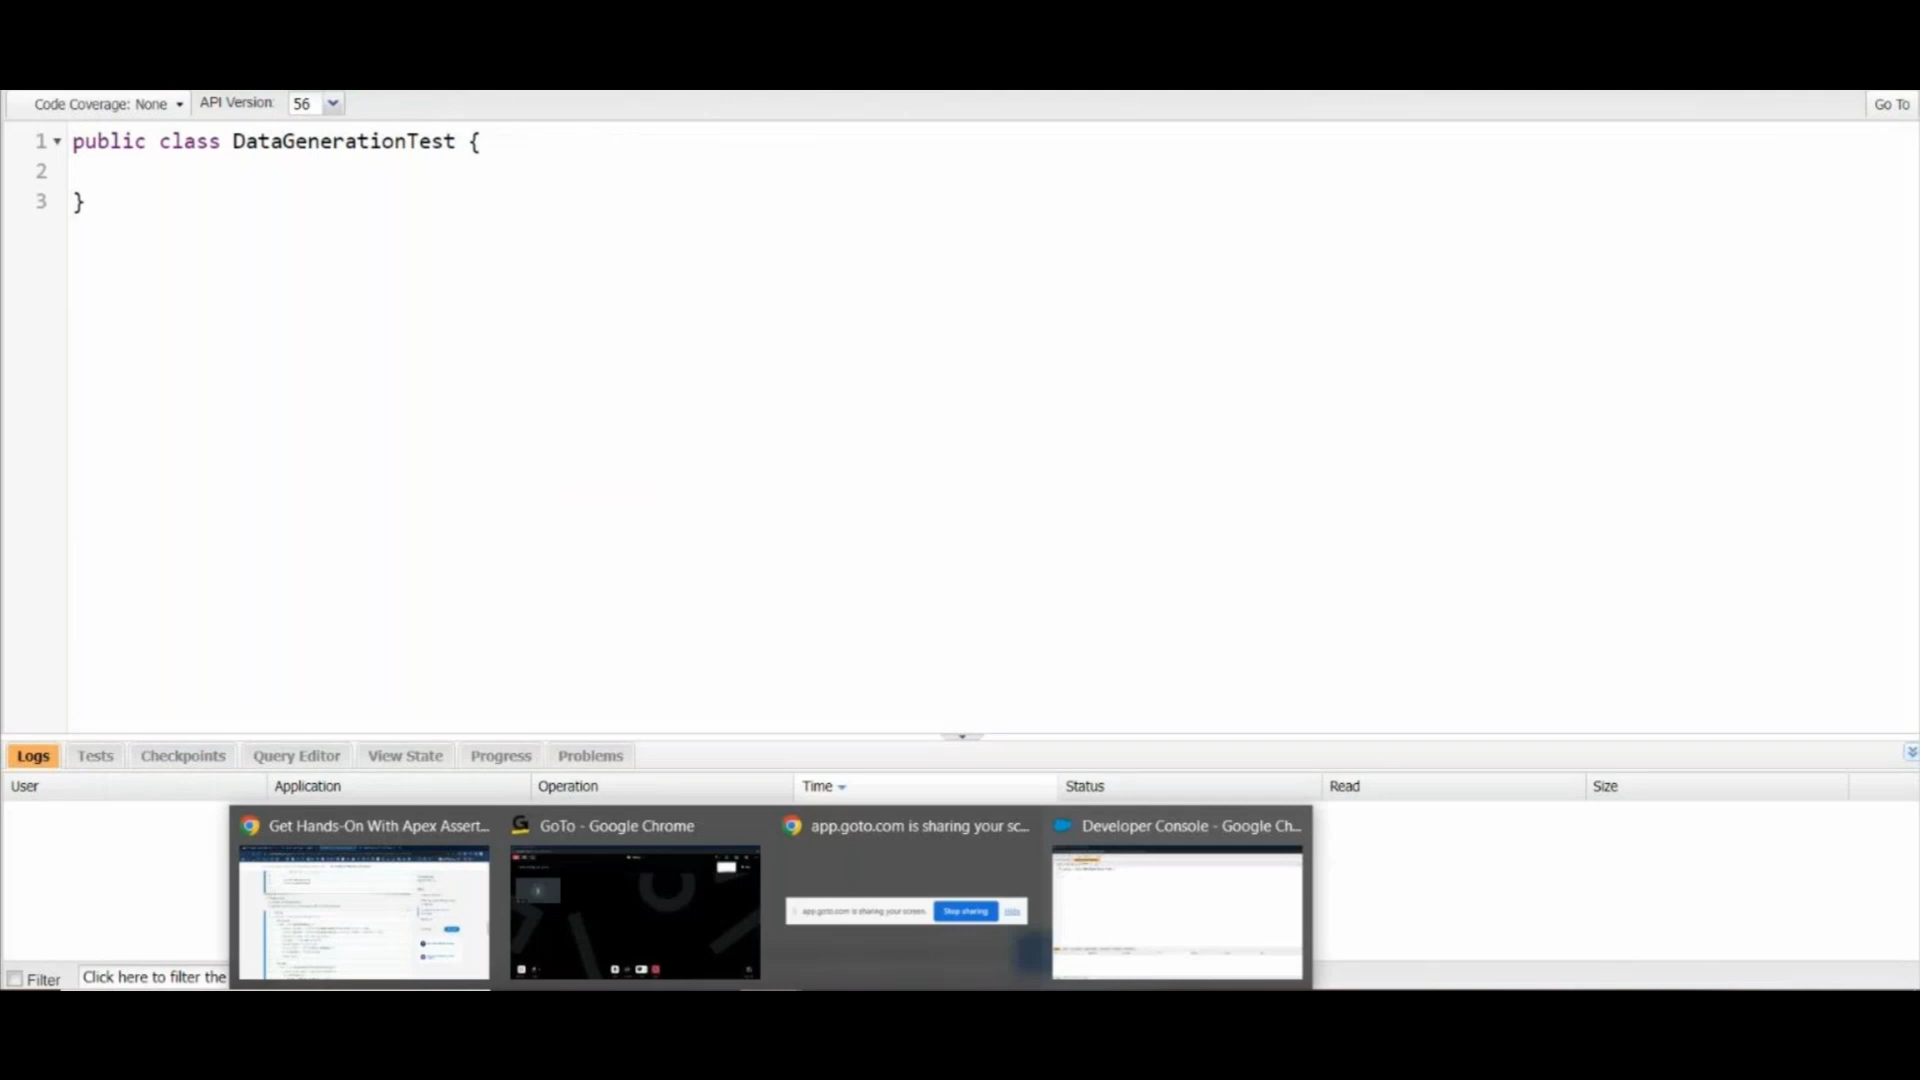 Code Coverage: None API Version: 56 Go To
1 public class DataGenerationTest {
2
3 }
Logs Tests Checkpoints Query Editor View State Progress Problems
User Application Operation Time Status Read Size
Get Hands-On With Apex Assert... GoTo - Google Chrome app.goto.com is sharing your sc... Developer Console - Google Ch...
app.goto.com is sharing your screen. Stop sharing Hide
Filter Click here to filter the